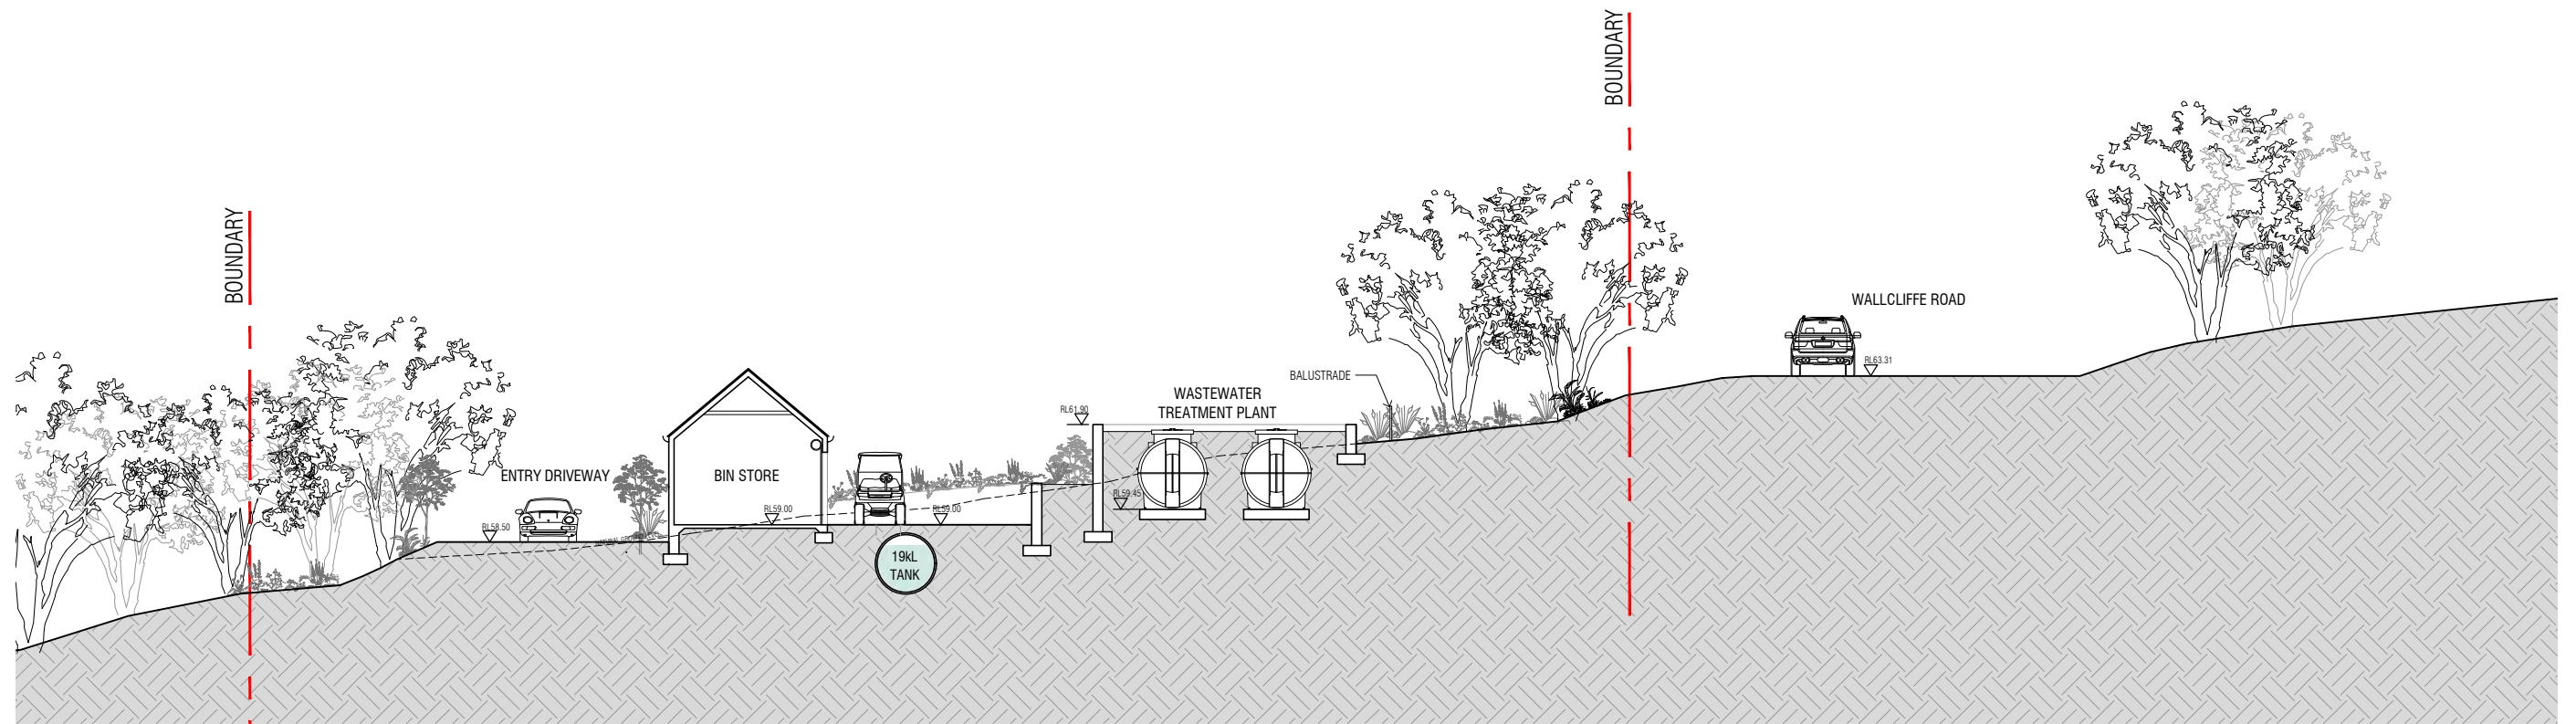 BOUNDARY
BOUNDARY
WALLCLIFFE ROAD
RL63.31
BALUSTRADE
WASTEWATER
TREATMENT PLANT
RL61.90
RL59.45
ENTRY DRIVEWAY
BIN STORE
RL58.50
RL59.00
RL59.00
19kL
TANK